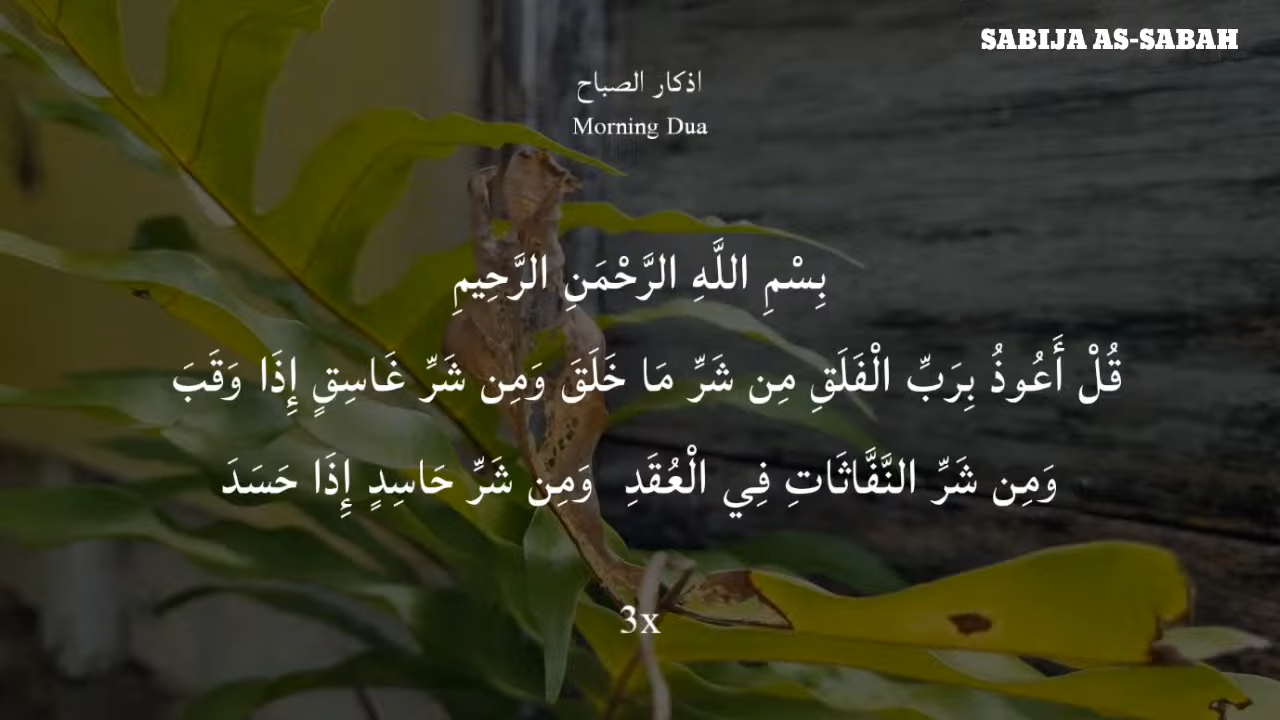 SABIJA AS-SABAH
اذكار الصباح
Morning Dua
بِسْمِ اللَّهِ الرَّحْمَنِ الرَّحِيمِ
قُلْ أَعُوذُ بِرَبِّ الْفَلَقِ مِن شَرِّ مَا خَلَقَ وَمِن شَرِّ غَاسِقٍ إِذَا وَقَبَ
وَمِن شَرِّ النَّفَّاثَاتِ فِي الْعُقَدِ وَمِن شَرِّ حَاسِدٍ إِذَا حَسَدَ
3x